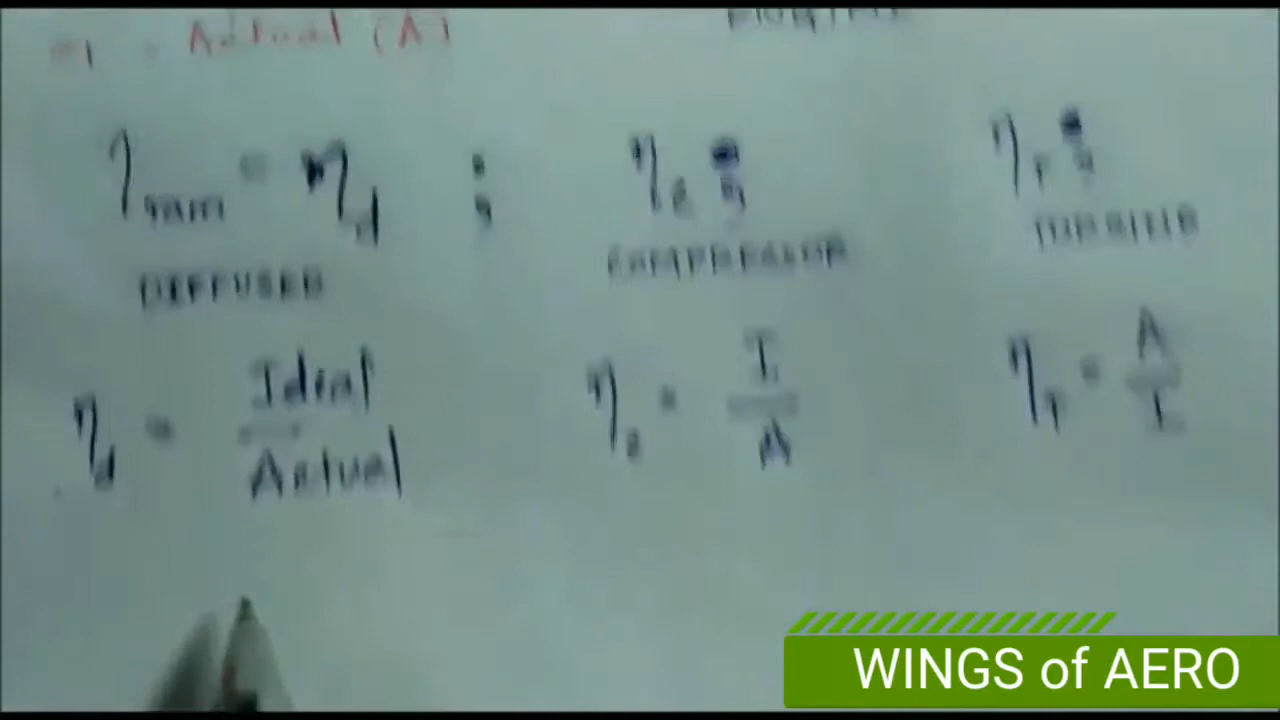 Actual (A)
η ram = η d ; η c ; η T ;
DIFFUSER COMPRESSOR TURBINE
η d = Ideal / Actual η c = I / A η T = A / I
WINGS of AERO